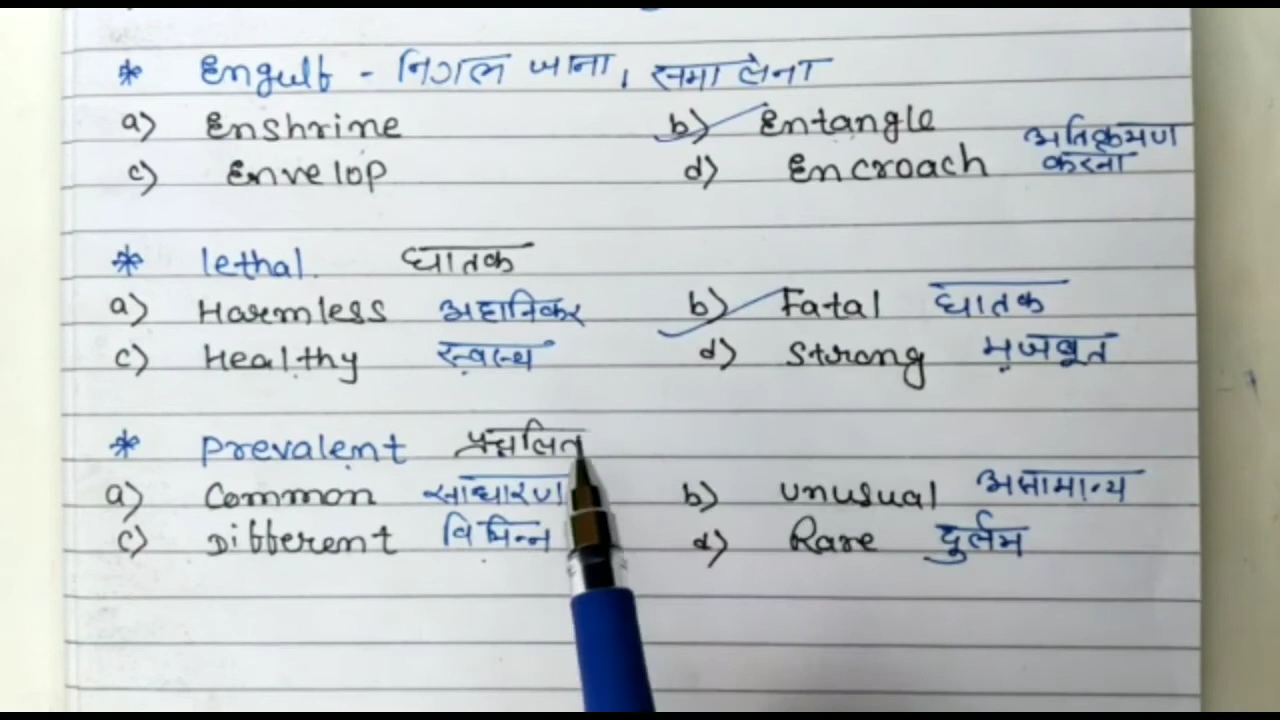 * Engulf - निगल जाना, समा लेना
a) Enshrine b) Entangle
c) Envelop d) Encroach अतिक्रमण करना
* lethal. घातक
a) Harmless अहानिकर b) Fatal घातक
c) Healthy स्वास्थ्य d) Strong मजबूत
* Prevalent प्रचलित
a) Common साधारण b) unusual असामान्य
c) Different विभिन्न d) Rare दुर्लभ